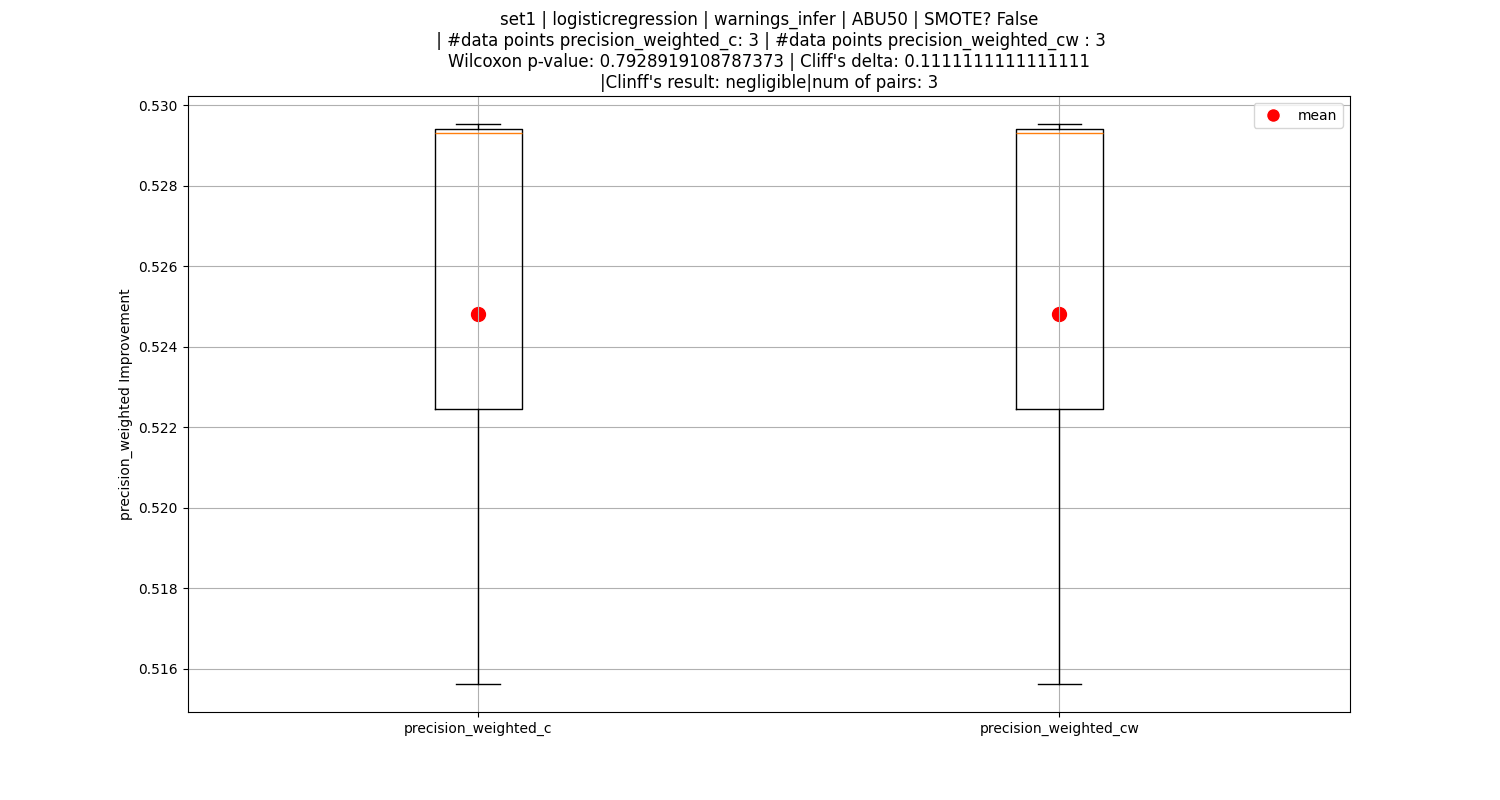 set1 | logisticregression | warnings_infer | ABU50 | SMOTE? False
| #data points precision_weighted_c: 3 | #data points precision_weighted_cw : 3
Wilcoxon p-value: 0.7928919108787373 | Cliff's delta: 0.1111111111111111
|Clinff's result: negligible|num of pairs: 3
mean
precision_weighted Improvement
0.530
0.528
0.526
0.524
0.522
0.520
0.518
0.516
precision_weighted_c
precision_weighted_cw